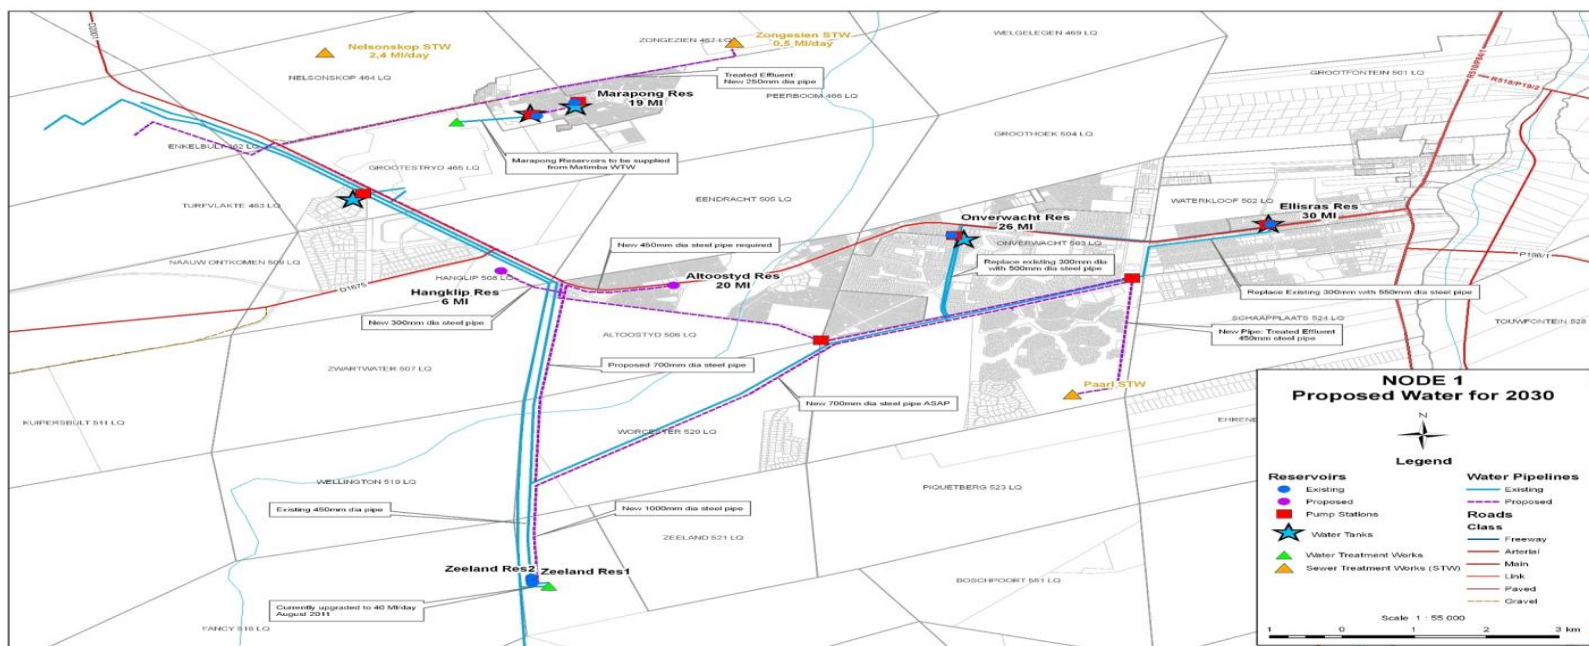 D2001
Nelsonskop STW
2,4 Ml/day
NELSONSKOP 464 LQ
ZONGEZIEN 467 LQ
Zongesien STW
0,5 Ml/day
WELGELEGEN 469 LQ
R510/P84/1
R518/P19/2
GROOTFONTEIN 501 LQ
Treated Effluent:
New 250mm dia pipe
Marapong Res
19 Ml
PEERBOOM 466 LQ
GROOTHOEK 504 LQ
ENKELBULT 462 LQ
GROOTESTRYD 465 LQ
Marapong Reservoirs to be supplied
from Matimba WTW
TURFVLAKTE 463 LQ
EENDRACHT 505 LQ
WATERKLOOF 502 LQ
Ellisras Res
30 Ml
Onverwacht Res
26 Ml
ONVERWACHT 503 LQ
New 450mm dia steel pipe required
Replace existing 300mm dia
with 500mm dia steel pipe
P198/1
NAAUW ONTKOMEN 509 LQ
HANGLIP 508 LQ
D1675
Hangklip Res
6 Ml
Altoostyd Res
20 Ml
Replace Existing 300mm with 550mm dia steel pipe
New 300mm dia steel pipe
ALTOOSTYD 506 LQ
SCHAAPPLAATS 524 LQ
TOUWFONTEIN 528
New Pipe: Treated Effluent
450mm steel pipe
ZWARTWATER 507 LQ
Proposed 700mm dia steel pipe
Paarl STW
New 700mm dia steel pipe ASAP
KUIPERSBULT 511 LQ
WORCESTER 520 LQ
WELLINGTON 519 LQ
PIQUETBERG 523 LQ
Existing 450mm dia pipe
New 1000mm dia steel pipe
ZEELAND 521 LQ
Zeeland Res2
Zeeland Res1
BOSCHPOORT 551 LQ
Currently upgraded to 40 Ml/day
August 2011
FANCY 518 LQ
NODE 1
Proposed Water for 2030
N
Legend
Reservoirs
Existing
Proposed
Pump Stations
Water Tanks
Water Treatment Works
Sewer Treatment Works (STW)
Water Pipelines
Existing
Proposed
Roads
Class
Freeway
Arterial
Main
Link
Paved
Gravel
Scale 1 : 55 000
1 0 1 2 3 km